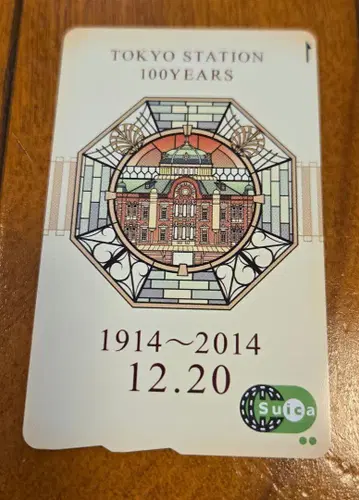 TOKYO STATION
100YEARS
1914～2014
12.20
Suica